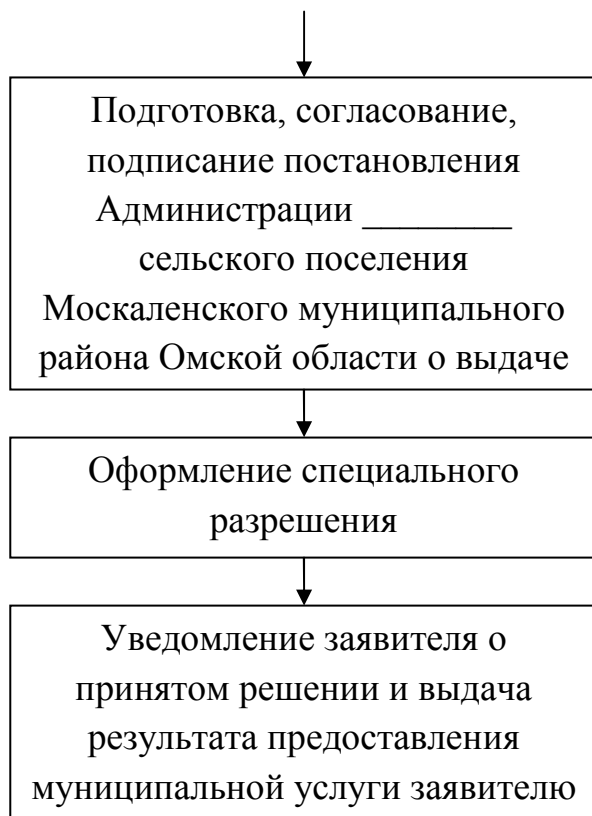 Подготовка, согласование,
подписание постановления
Администрации ________
сельского поселения
Москаленского муниципального
района Омской области о выдаче
Оформление специального
разрешения
Уведомление заявителя о
принятом решении и выдача
результата предоставления
муниципальной услуги заявителю